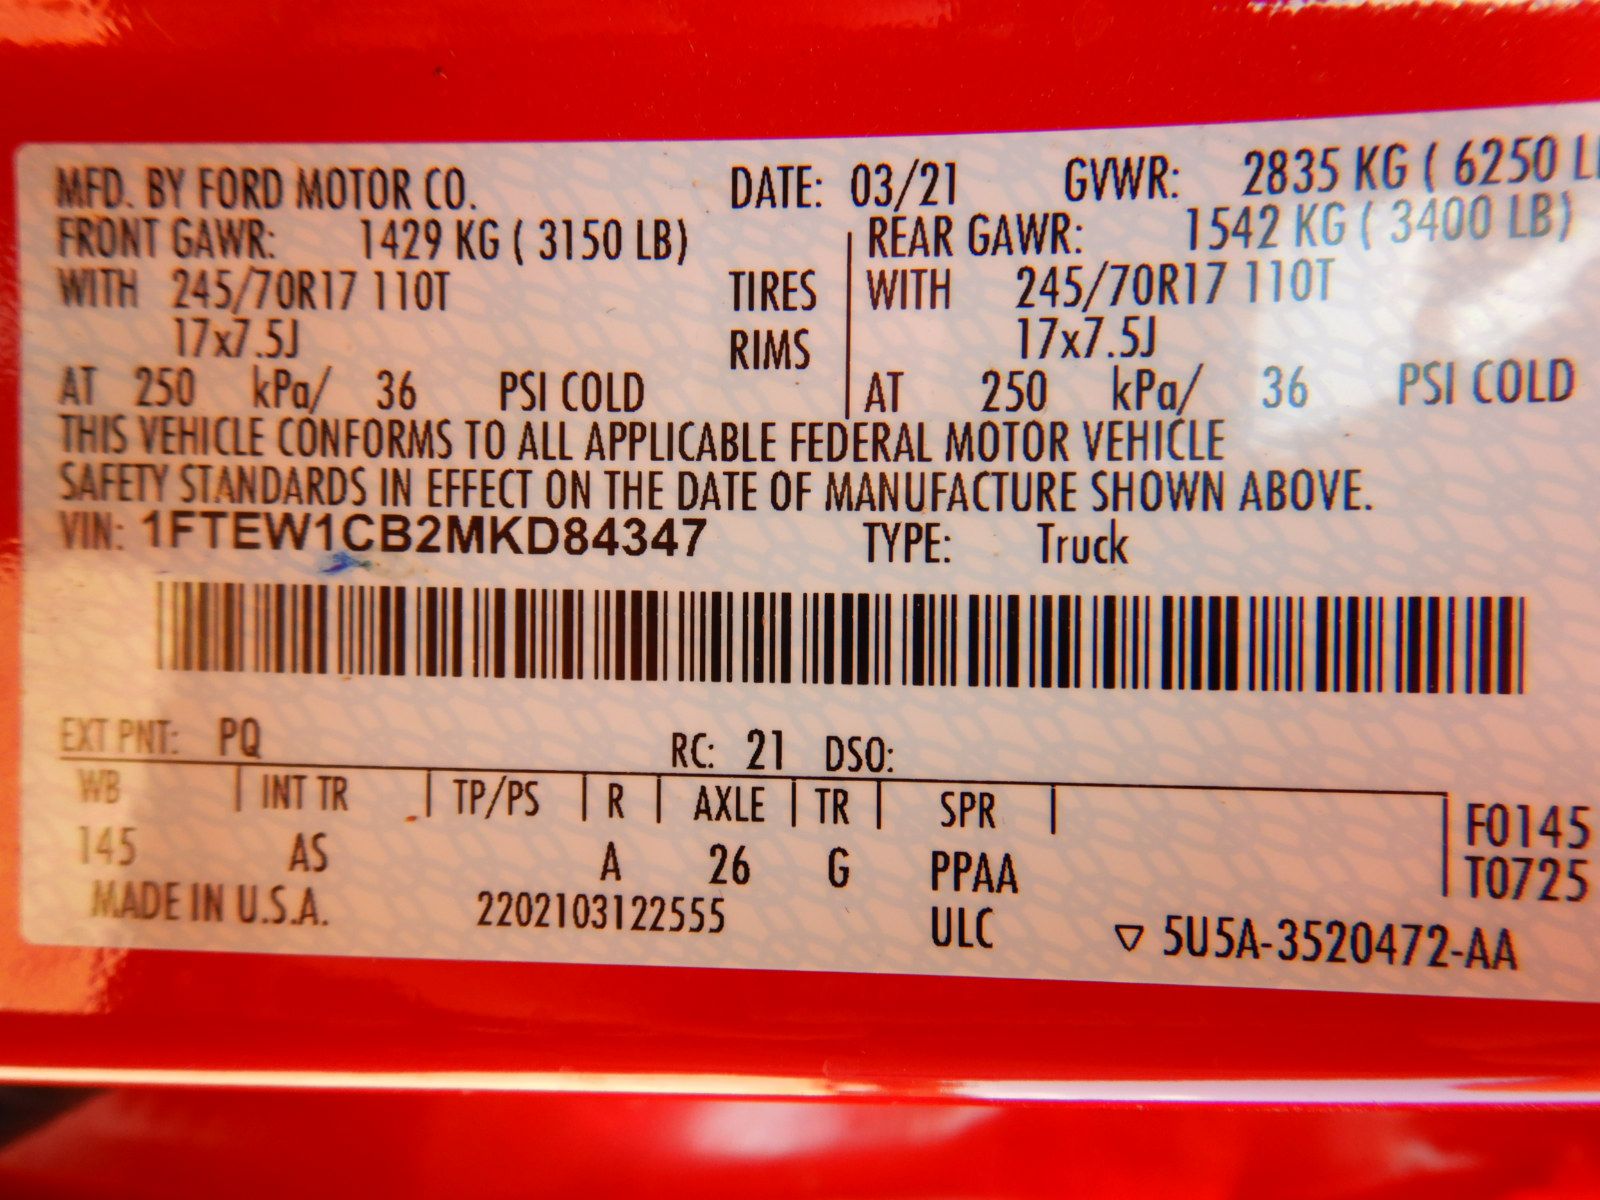 MFD. BY FORD MOTOR CO. DATE: 03/21 GVWR: 2835 KG ( 6250 L
FRONT GAWR: 1429 KG ( 3150 LB) REAR GAWR: 1542 KG ( 3400 LB)
WITH 245/70R17 110T TIRES WITH 245/70R17 110T
17x7.5J RIMS 17x7.5J
AT 250 kPa/ 36 PSI COLD AT 250 kPa/ 36 PSI COLD
THIS VEHICLE CONFORMS TO ALL APPLICABLE FEDERAL MOTOR VEHICLE
SAFETY STANDARDS IN EFFECT ON THE DATE OF MANUFACTURE SHOWN ABOVE.
VIN: 1FTEW1CB2MKD84347 TYPE: Truck
EXT PNT: PQ RC: 21 DSO:
WB | INT TR | TP/PS | R | AXLE | TR | SPR | F0145
145 AS A 26 G PPAA T0725
MADE IN U.S.A. 2202103122555 ULC ▽ 5U5A-3520472-AA